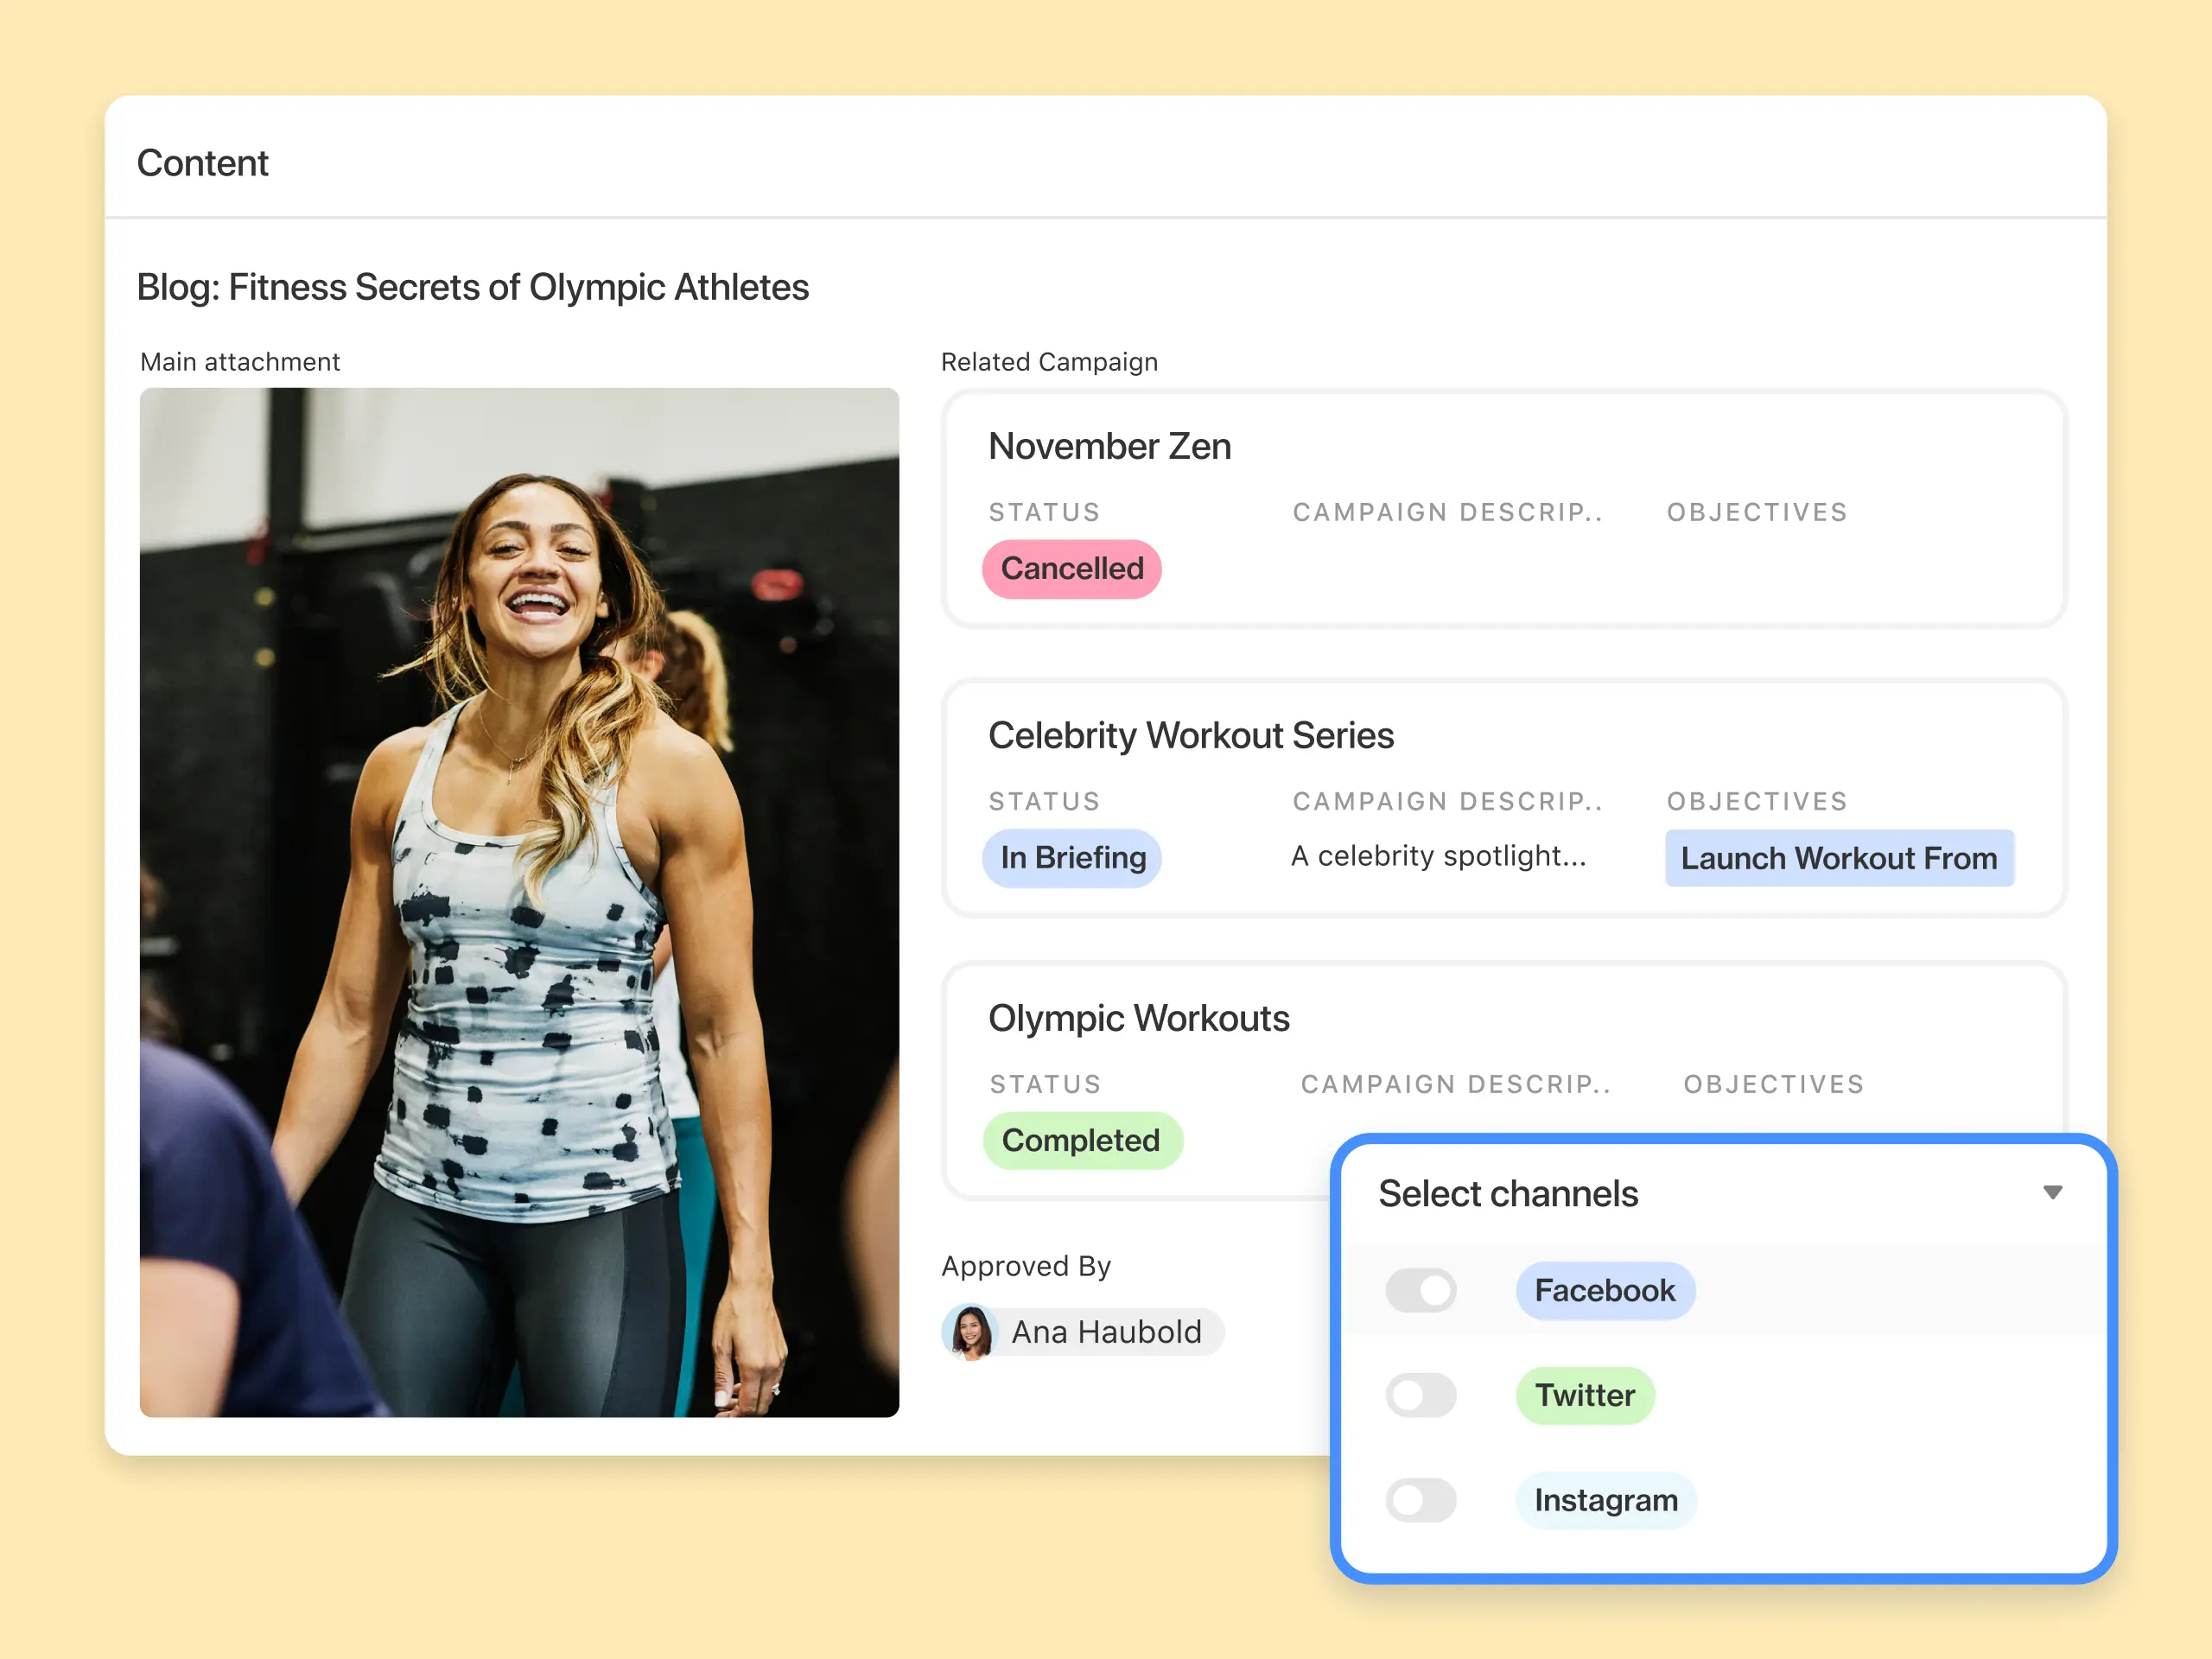 Content
Blog: Fitness Secrets of Olympic Athletes
Main attachment
Related Campaign
November Zen
STATUS
CAMPAIGN DESCRIP..
OBJECTIVES
Cancelled
Celebrity Workout Series
STATUS
CAMPAIGN DESCRIP..
OBJECTIVES
In Briefing
A celebrity spotlight...
Launch Workout From
Olympic Workouts
STATUS
CAMPAIGN DESCRIP..
OBJECTIVES
Completed
Approved By
Ana Haubold
Select channels
Facebook
Twitter
Instagram